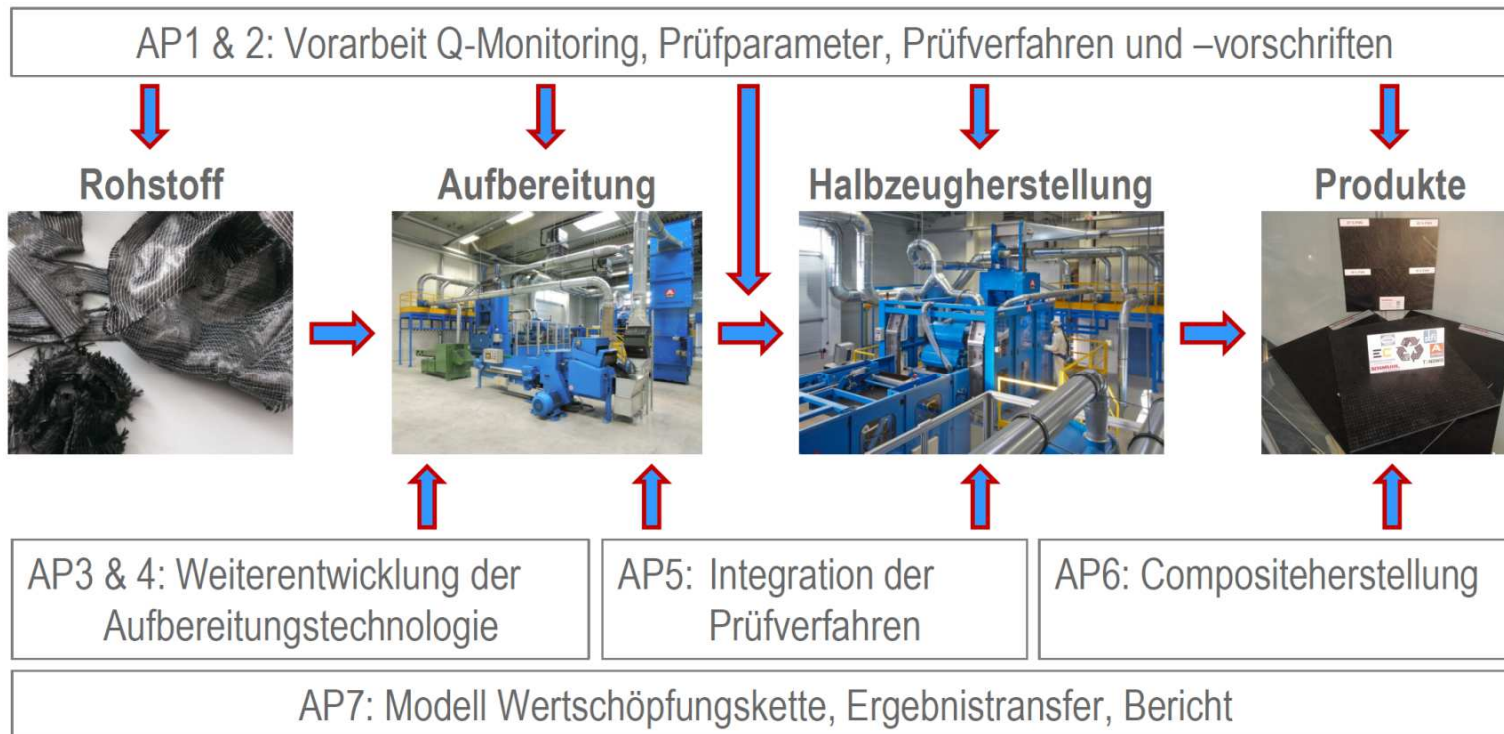 AP1 & 2: Vorarbeit Q-Monitoring, Prüfparameter, Prüfverfahren und –vorschriften
Rohstoff
Aufbereitung
Halbzeugherstellung
Produkte
AP3 & 4: Weiterentwicklung der
Aufbereitungstechnologie
AP5: Integration der
Prüfverfahren
AP6: Compositeherstellung
AP7: Modell Wertschöpfungskette, Ergebnistransfer, Bericht